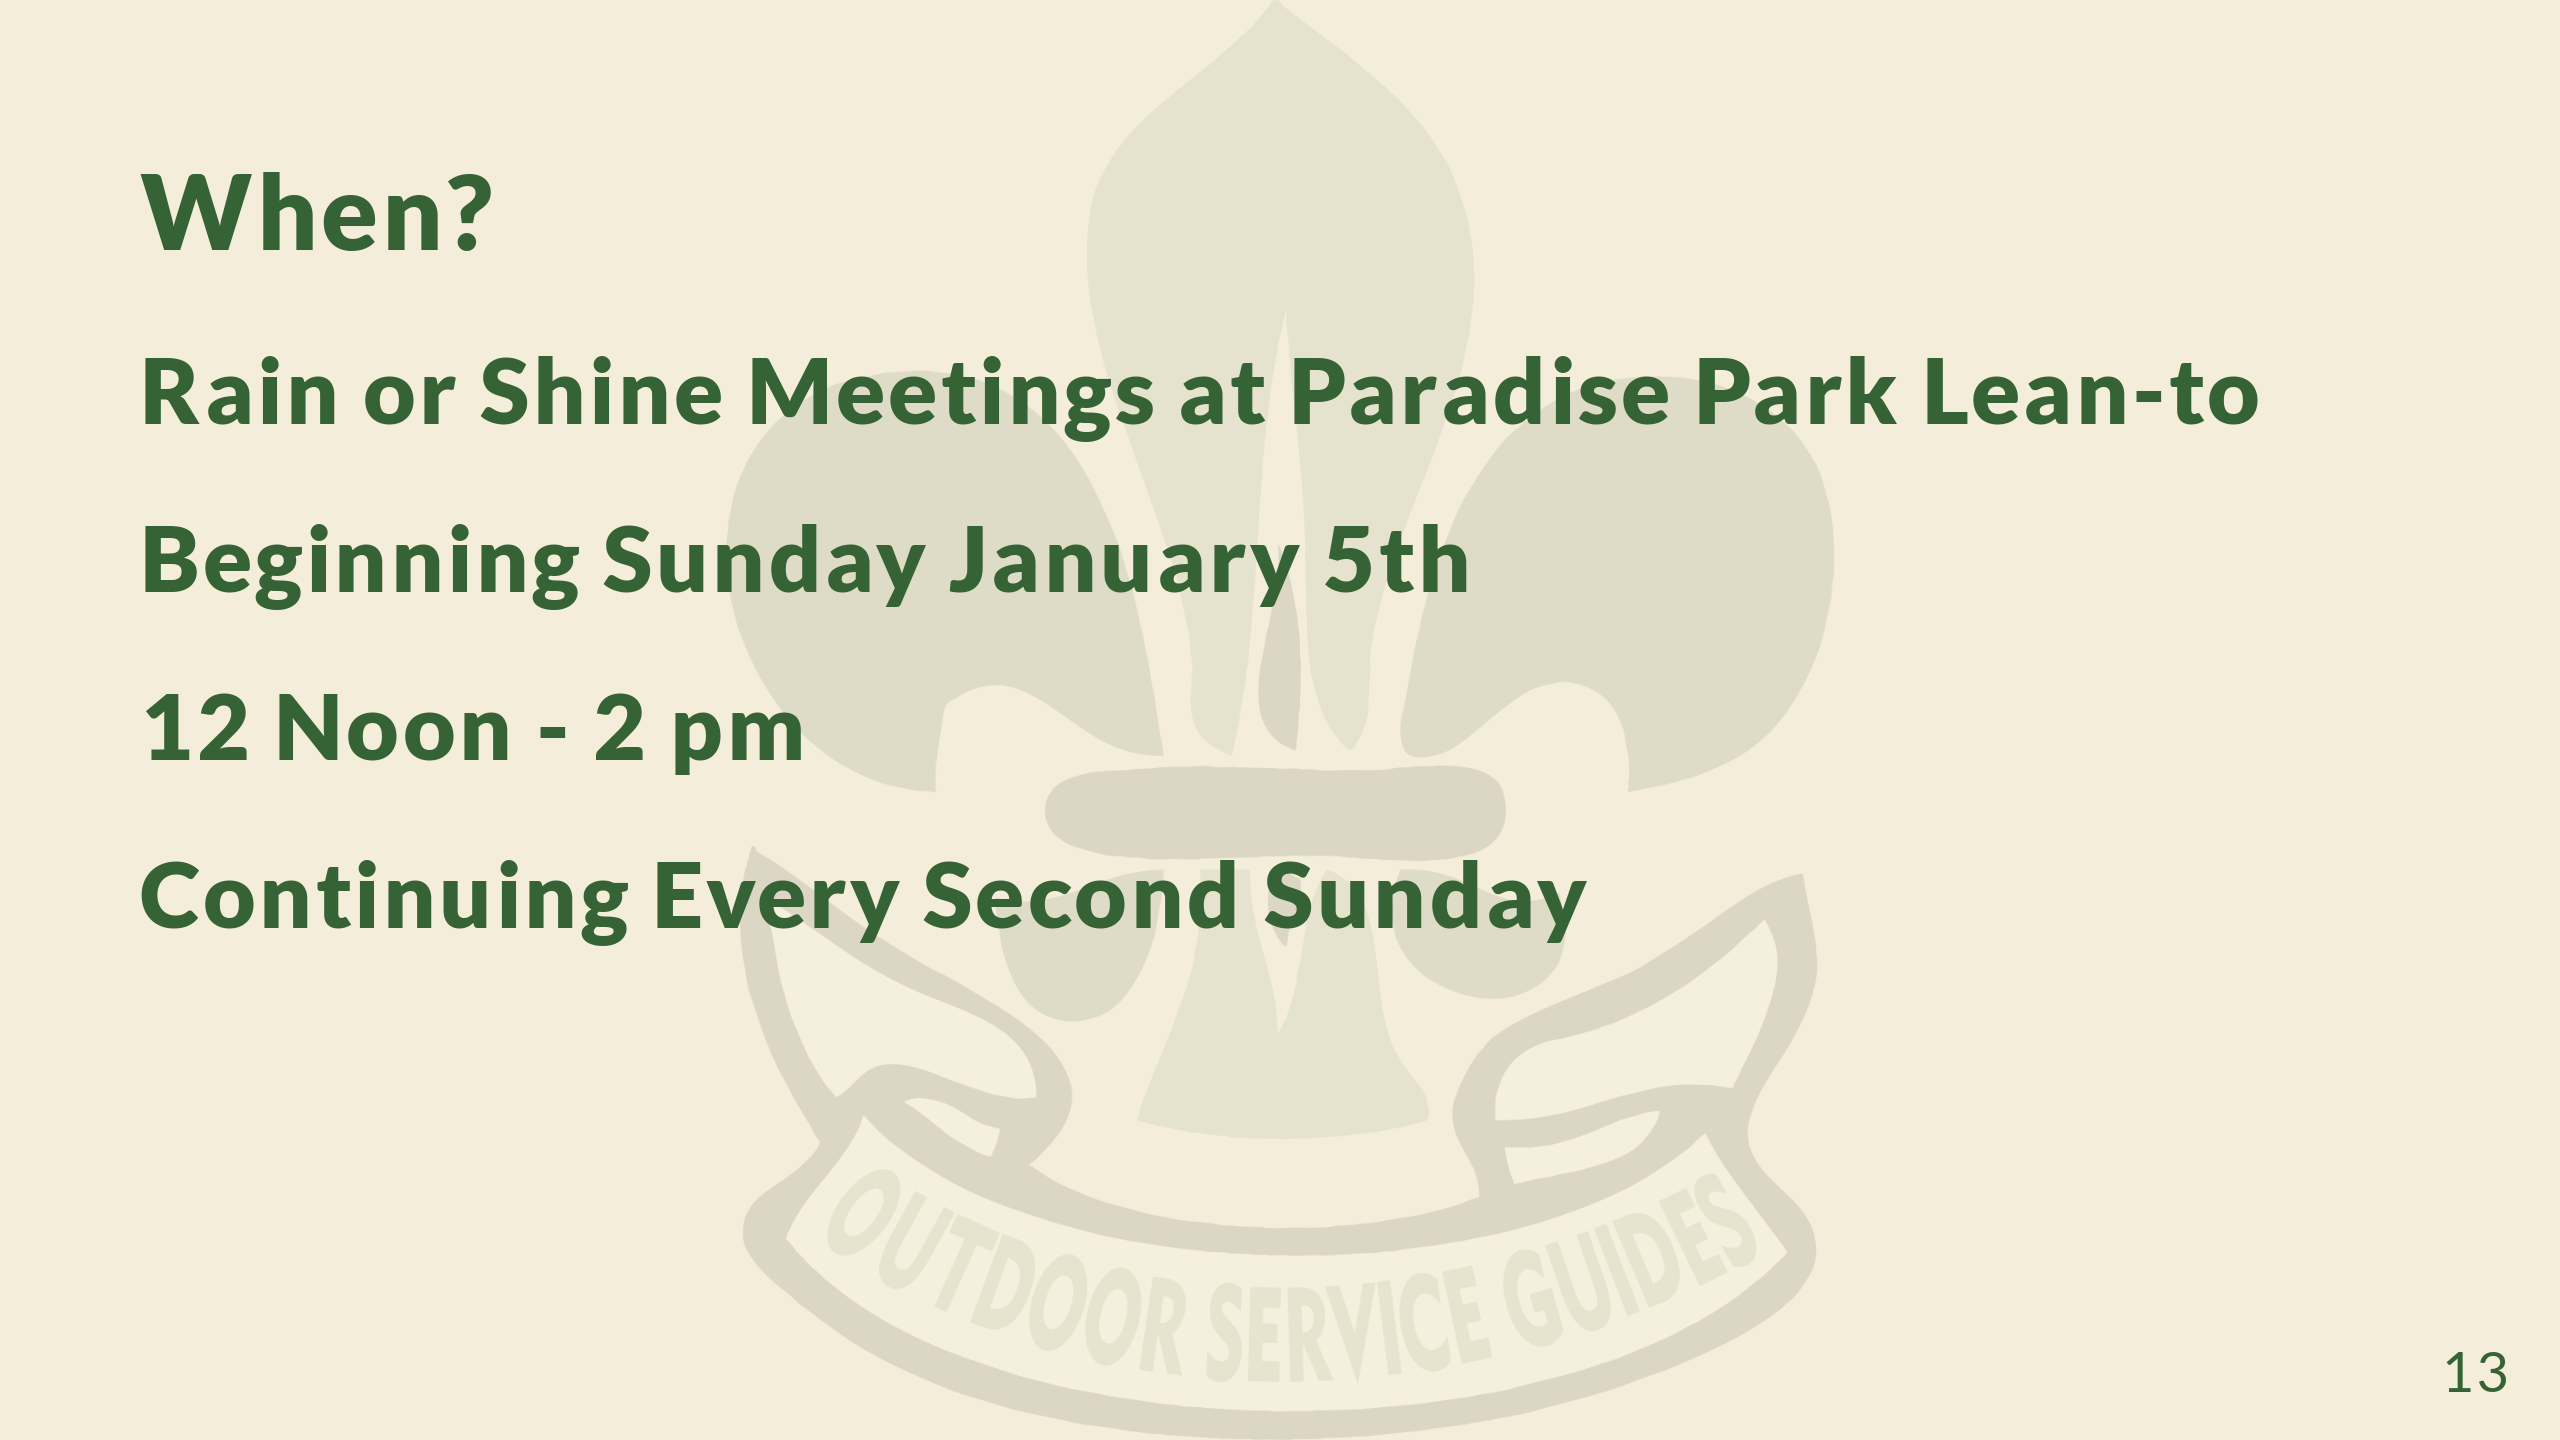 When?
Rain or Shine Meetings at Paradise Park Lean-to
Beginning Sunday January 5th
12 Noon - 2 pm
Continuing Every Second Sunday
OUTDOOR SERVICE GUIDES
13